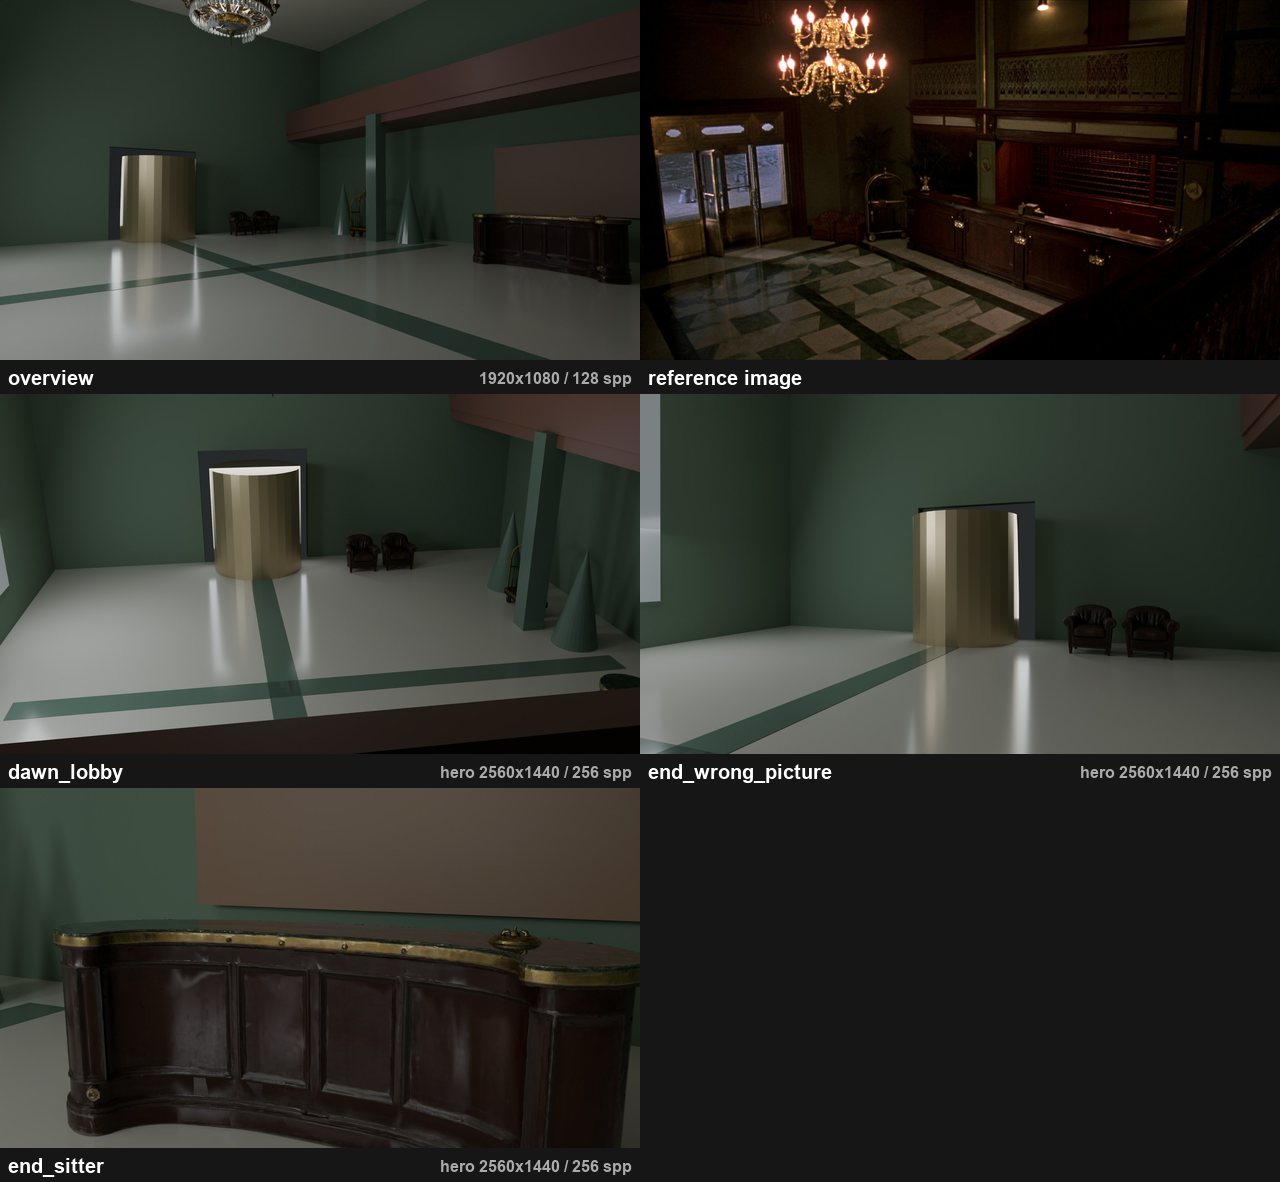 overview
1920x1080 / 128 spp
reference image
dawn_lobby
hero 2560x1440 / 256 spp
end_wrong_picture
hero 2560x1440 / 256 spp
end_sitter
hero 2560x1440 / 256 spp